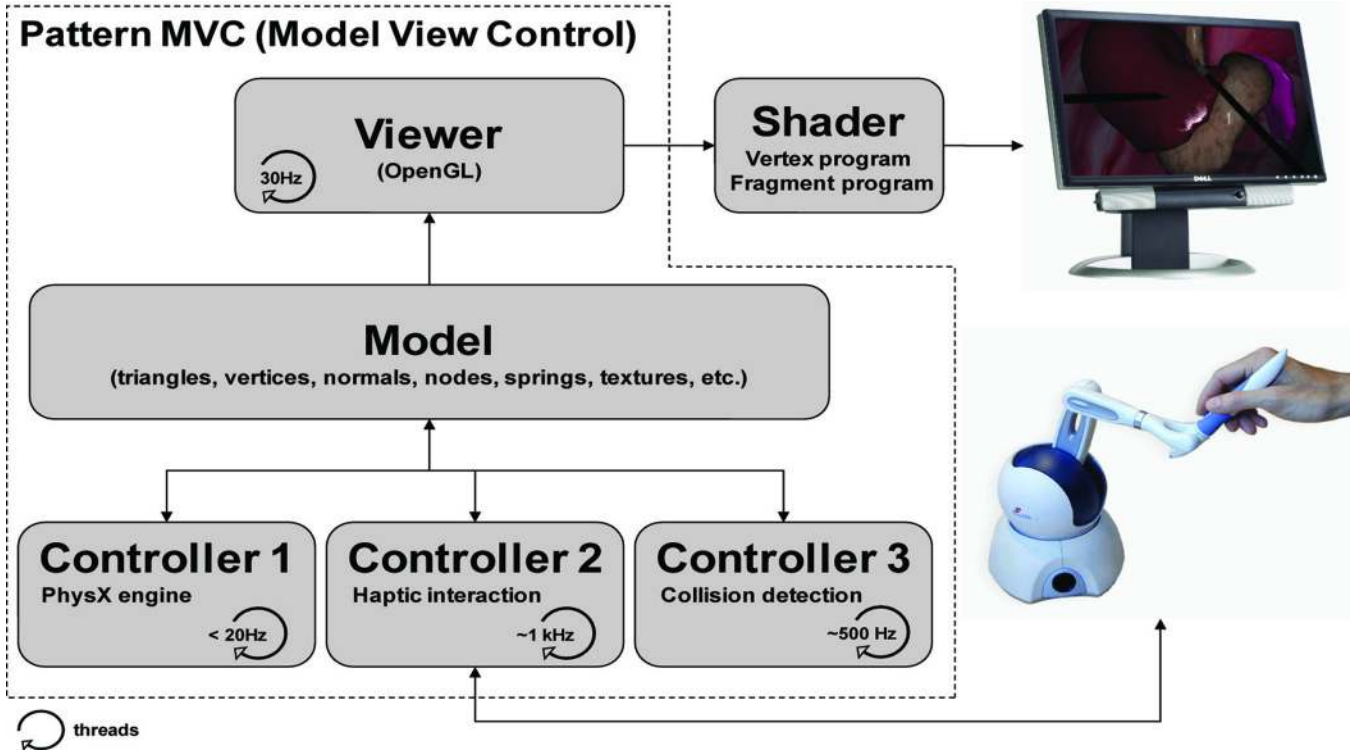 Pattern MVC (Model View Control)
Viewer
(OpenGL)
30Hz
Shader
Vertex program
Fragment program
DELL
Model
(triangles, vertices, normals, nodes, springs, textures, etc.)
Controller 1
PhysX engine
< 20Hz
Controller 2
Haptic interaction
~1 kHz
Controller 3
Collision detection
~500 Hz
threads